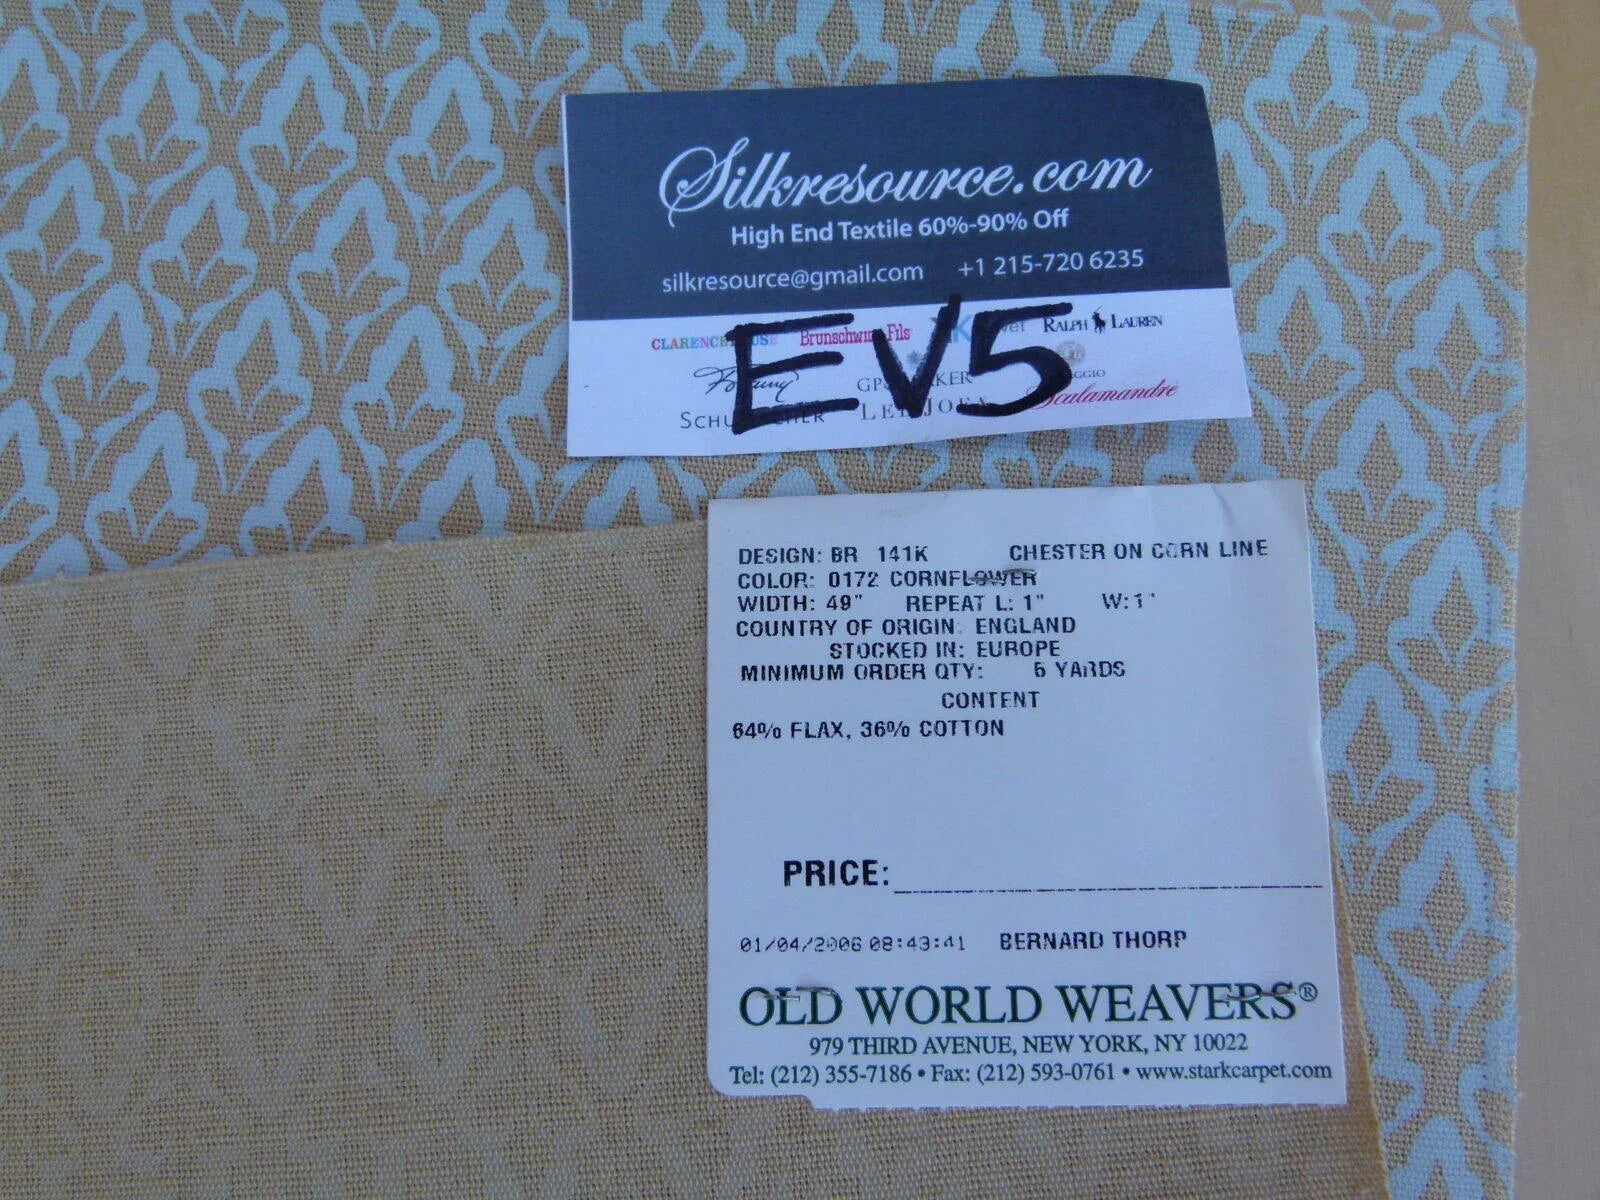 Silkresource.com
High End Textile 60%-90% Off
silkresource@gmail.com +1 215-720 6235
EV5
Brunschwig Fils RALPH LAUREN
Scalamandre
DESIGN: BR 141K CHESTER ON CORN LINE
COLOR: 0172 CORNFLOWER
WIDTH: 49" REPEAT L: 1" W: 1"
COUNTRY OF ORIGIN: ENGLAND
STOCKED IN: EUROPE
MINIMUM ORDER QTY: 5 YARDS
CONTENT
64% FLAX, 36% COTTON
PRICE:
01/04/2006 08:43:41 BERNARD THORP
OLD WORLD WEAVERS®
979 THIRD AVENUE, NEW YORK, NY 10022
Tel: (212) 355-7186 • Fax: (212) 593-0761 • www.starkcarpet.com